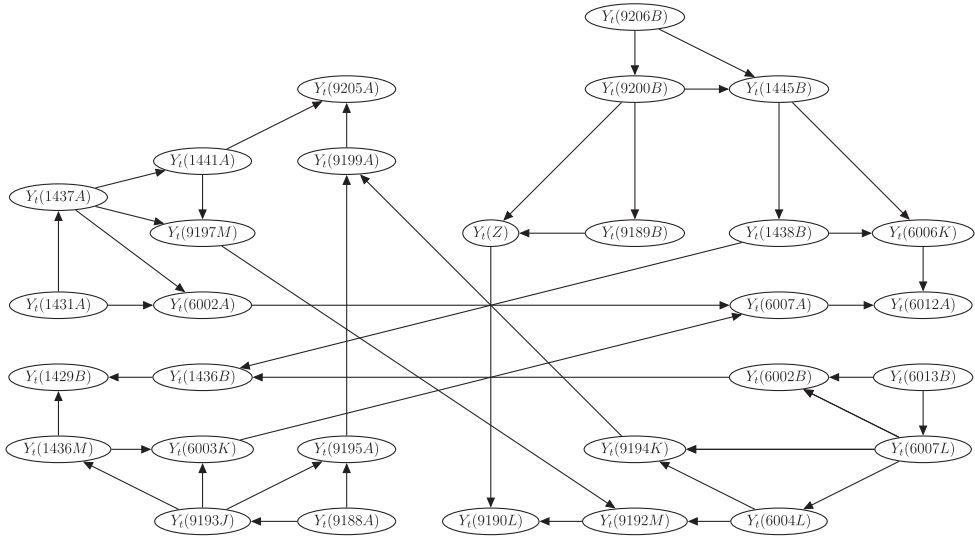 Y_t(9206B)
Y_t(9205A)
Y_t(9200B)
Y_t(1445B)
Y_t(1441A)
Y_t(9199A)
Y_t(1437A)
Y_t(9197M)
Y_t(Z)
Y_t(9189B)
Y_t(1438B)
Y_t(6006K)
Y_t(1431A)
Y_t(6002A)
Y_t(6007A)
Y_t(6012A)
Y_t(1429B)
Y_t(1436B)
Y_t(6002B)
Y_t(6013B)
Y_t(1436M)
Y_t(6003K)
Y_t(9195A)
Y_t(9194K)
Y_t(6007L)
Y_t(9193J)
Y_t(9188A)
Y_t(9190L)
Y_t(9192M)
Y_t(6004L)